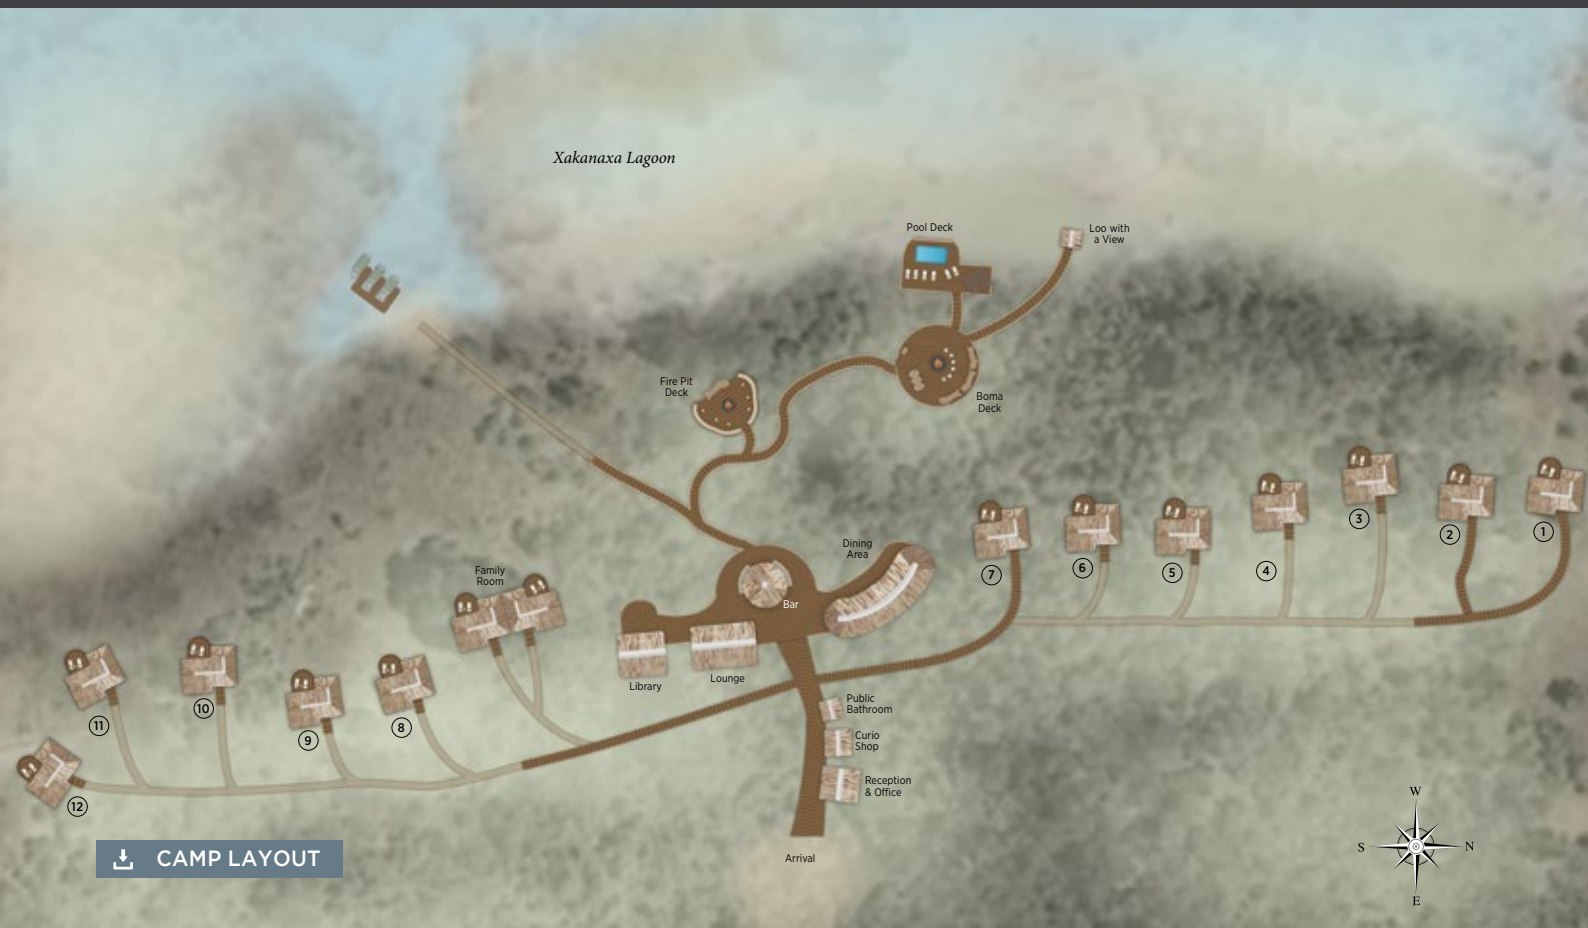 Xakanaxa Lagoon
Pool Deck
Loo with
a View
Fire Pit
Deck
Boma
Deck
Dining
Area
Family
Room
Bar
Library
Lounge
Public
Bathroom
Curio
Shop
Reception
& Office
Arrival
1
2
3
4
5
6
7
8
9
10
11
12
W
S
N
E
CAMP LAYOUT